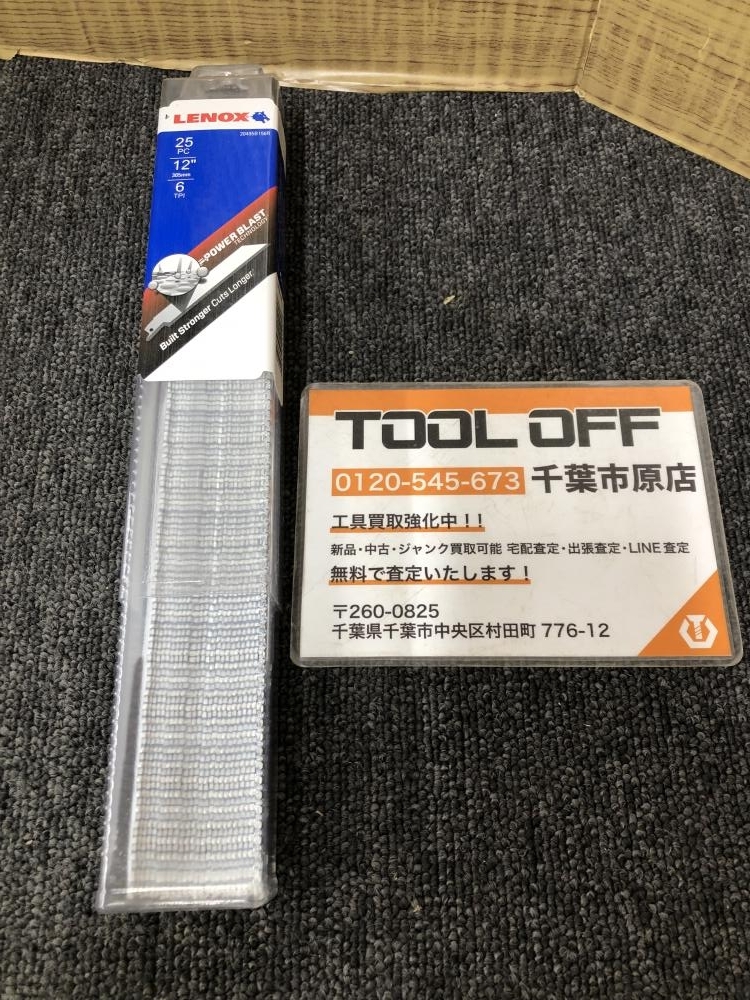 LENOX
20495B156R
25
PC
12"
305mm
6
TPI
POWER BLAST
TECHNOLOGY
Built Stronger Cuts Longer
TOOL OFF
0120-545-673 千葉市原店
工具買取強化中！！
新品・中古・ジャンク買取可能 宅配査定・出張査定・LINE査定
無料で査定いたします！
〒260-0825
千葉県千葉市中央区村田町 776-12